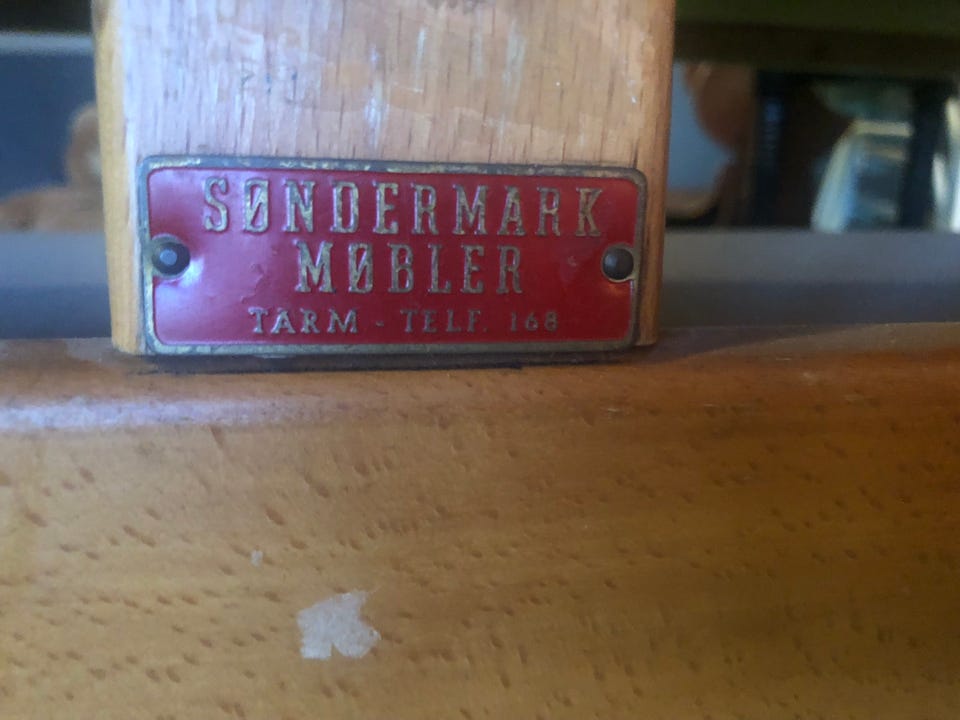 SØNDERMARK
MØBLER
TARM - TELF. 168